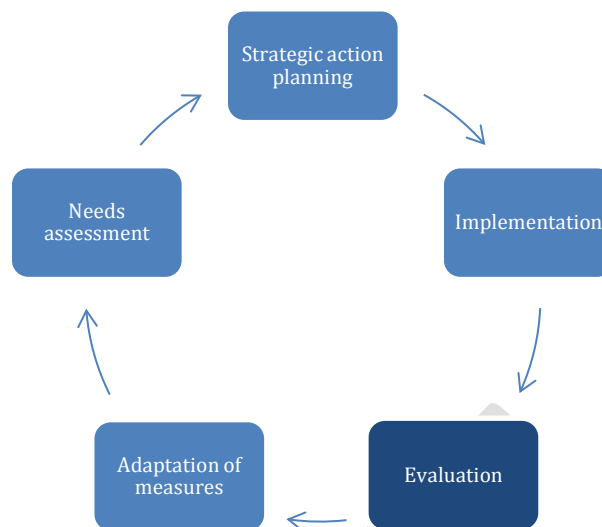 Strategic action
planning
Needs
assessment
Implementation
Adaptation of
measures
Evaluation